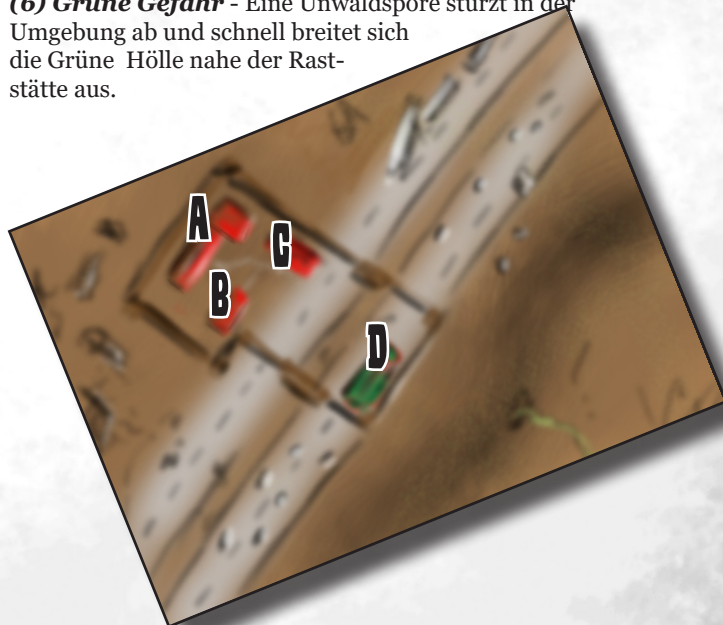 (6) Grüne Gefahr - Eine Unwaldspore stürzt in der
Umgebung ab und schnell breitet sich
die Grüne Hölle nahe der Rast-
stätte aus.
A
C
B
D